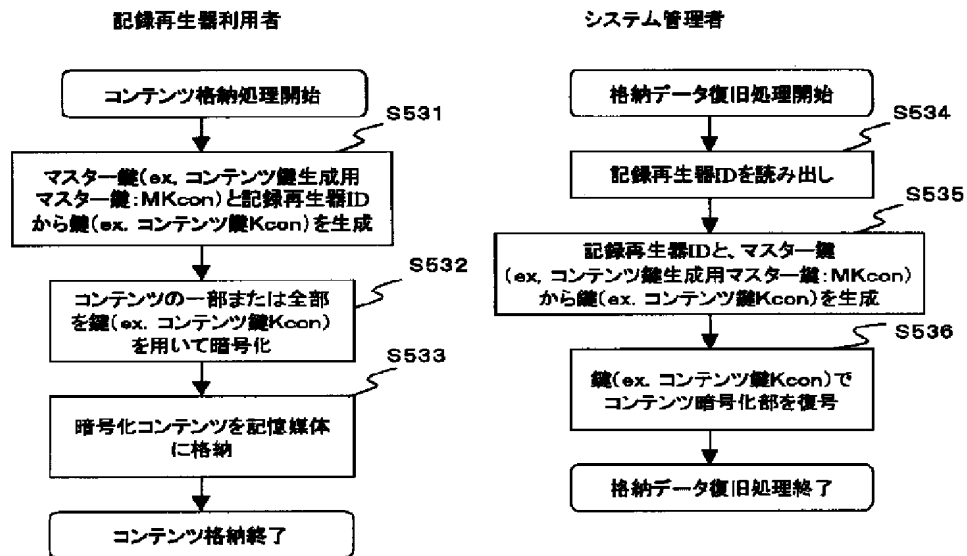 記録再生器利用者
コンテンツ格納処理開始
S531
マスター鍵(ex, コンテンツ鍵生成用
マスター鍵:MKcon)と記録再生器ID
から鍵(ex. コンテンツ鍵Kcon)を生成
S532
コンテンツの一部または全部
を鍵(ex. コンテンツ鍵Kcon)
を用いて暗号化
S533
暗号化コンテンツを記憶媒体
に格納
コンテンツ格納終了
システム管理者
格納データ復旧処理開始
S534
記録再生器IDを読み出し
S535
記録再生器IDと、マスター鍵
(ex, コンテンツ鍵生成用マスター鍵:MKcon)
から鍵(ex. コンテンツ鍵Kcon)を生成
S536
鍵(ex. コンテンツ鍵Kcon)で
コンテンツ暗号化部を復号
格納データ復旧処理終了